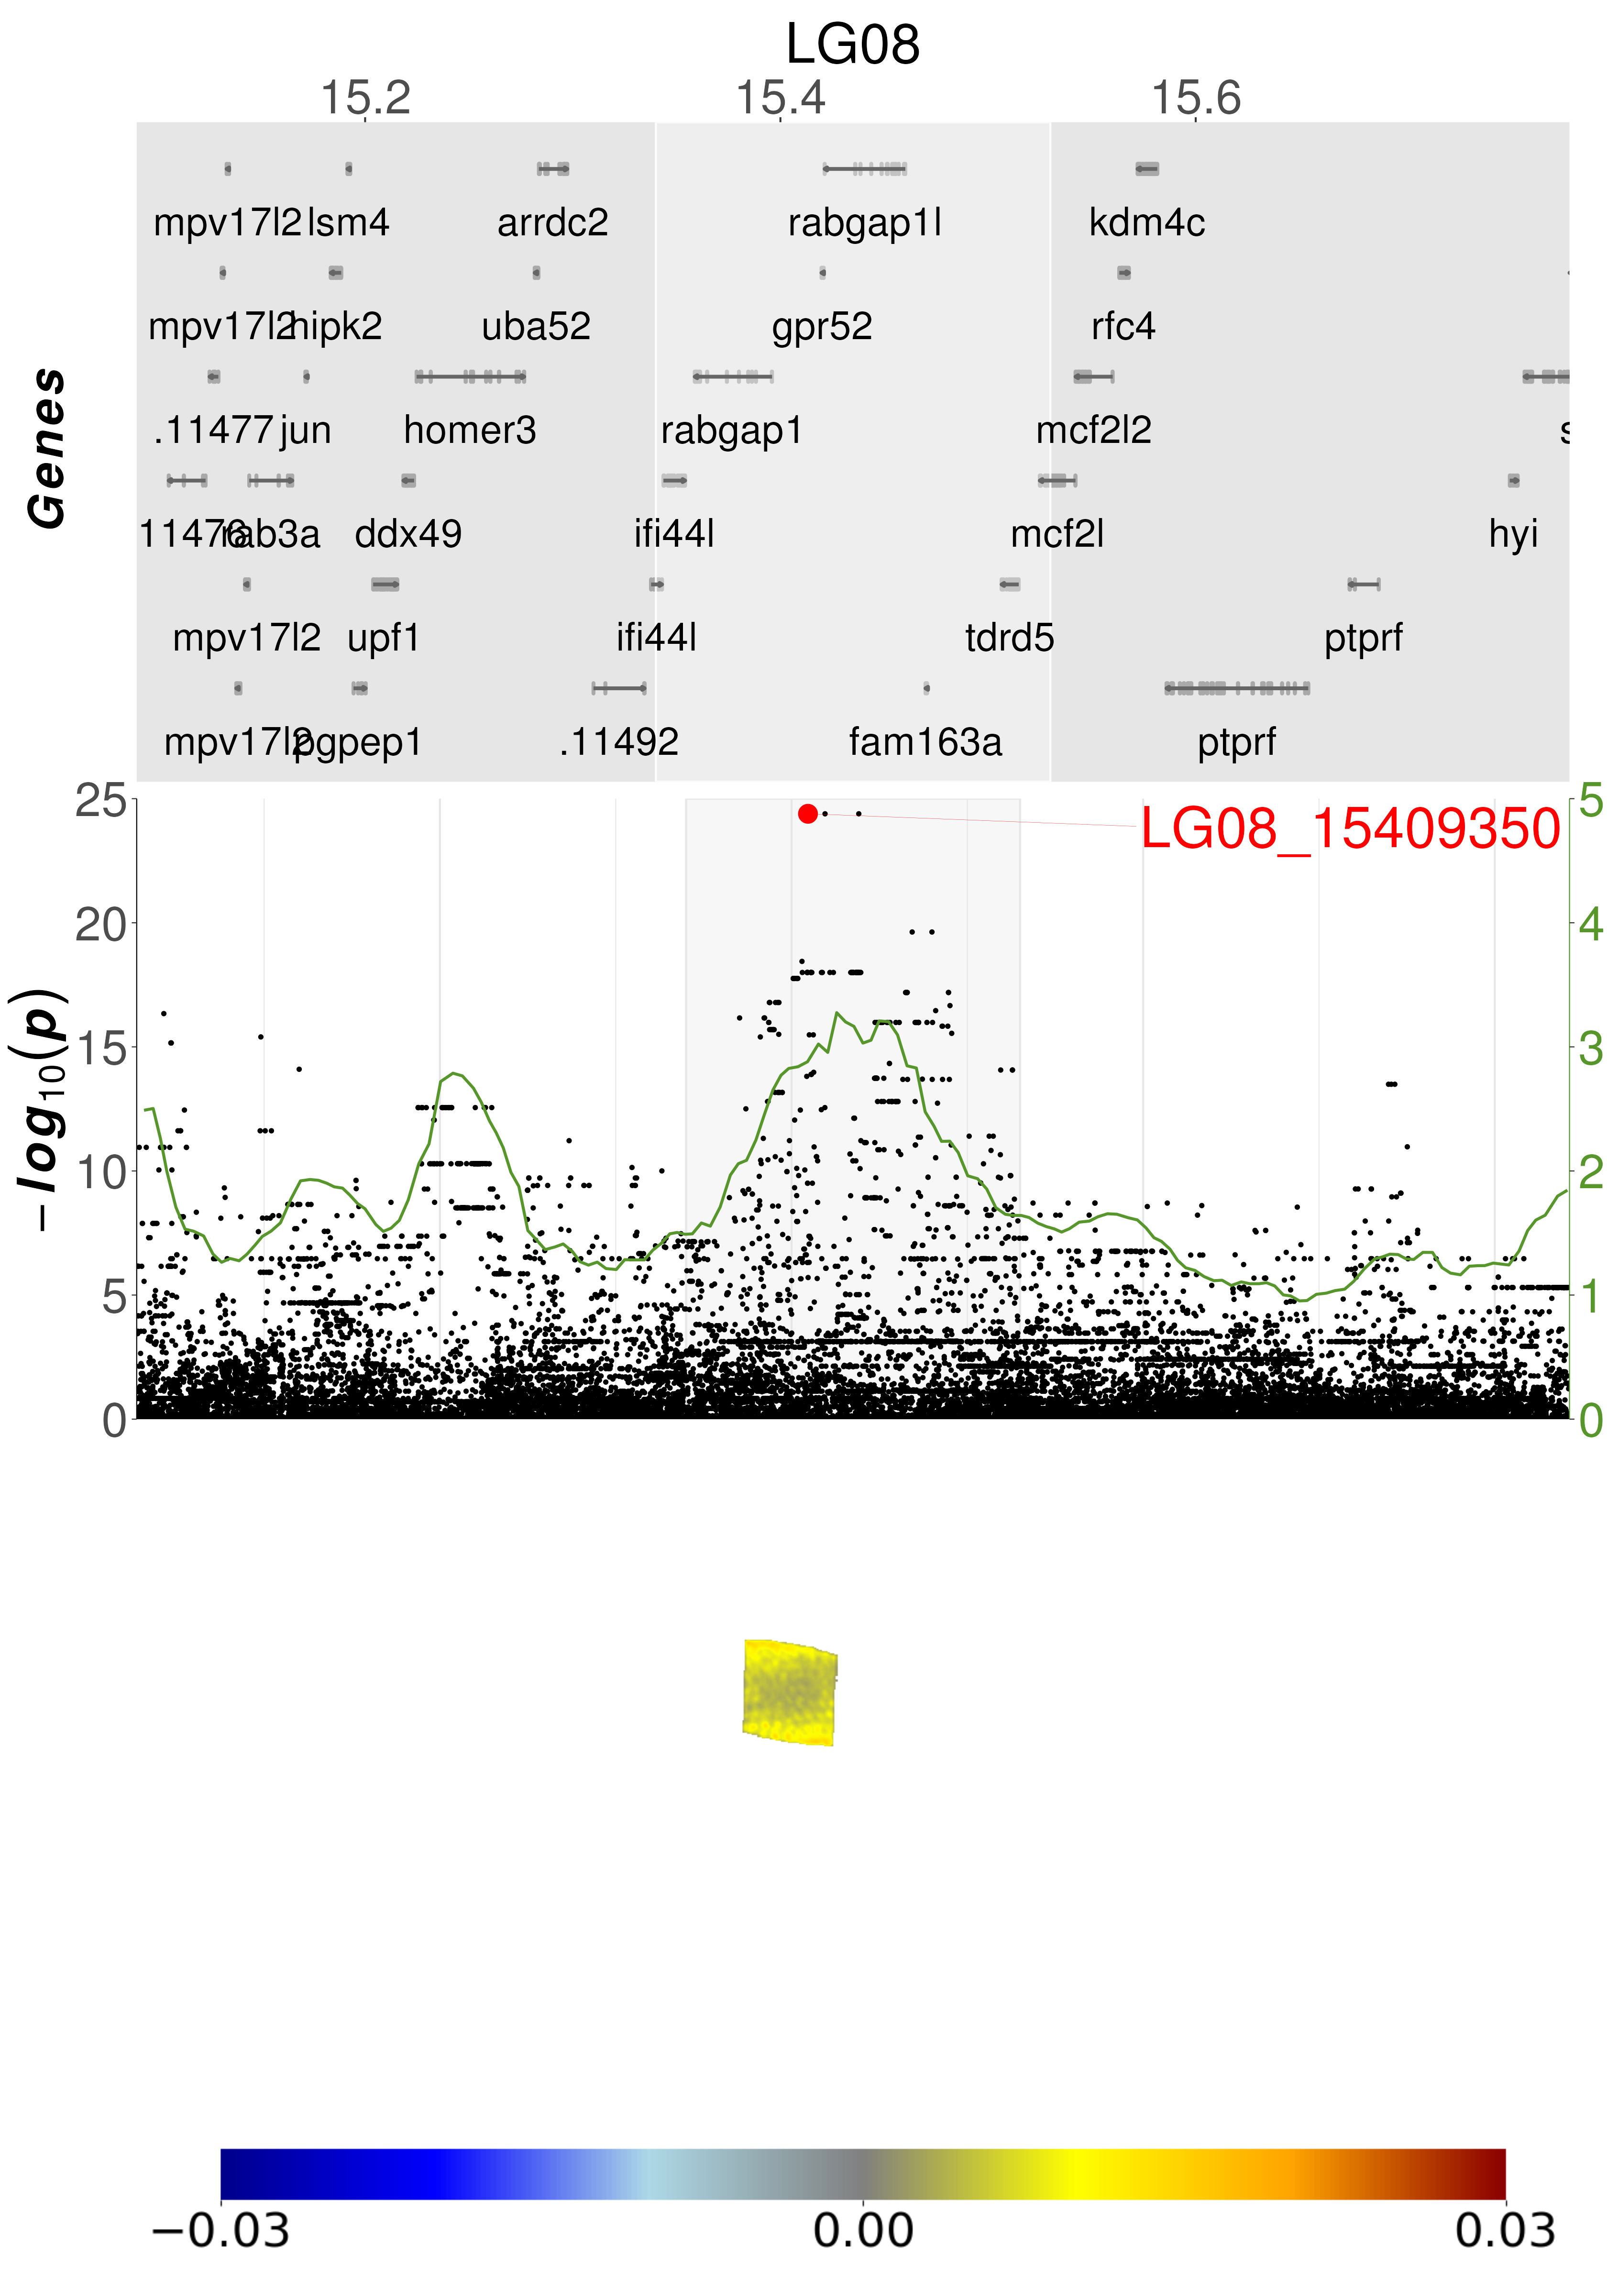 LG08
15.2 15.4 15.6
mpv17l2 lsm4 arrdc2 rabgap1l kdm4c
mpv17l2 hipk2 uba52 gpr52 rfc4
Genes
.11477 jun homer3 rabgap1 mcf2l2 s
11476 rab3a ddx49 ifi44l mcf2l hyi
mpv17l2 upf1 ifi44l tdrd5 ptprf
mpv17l2 pgpep1 .11492 fam163a ptprf
25 5
LG08_15409350
20 4
− log10(p)
15 3
10 2
5 1
0 0
−0.03 0.00 0.03